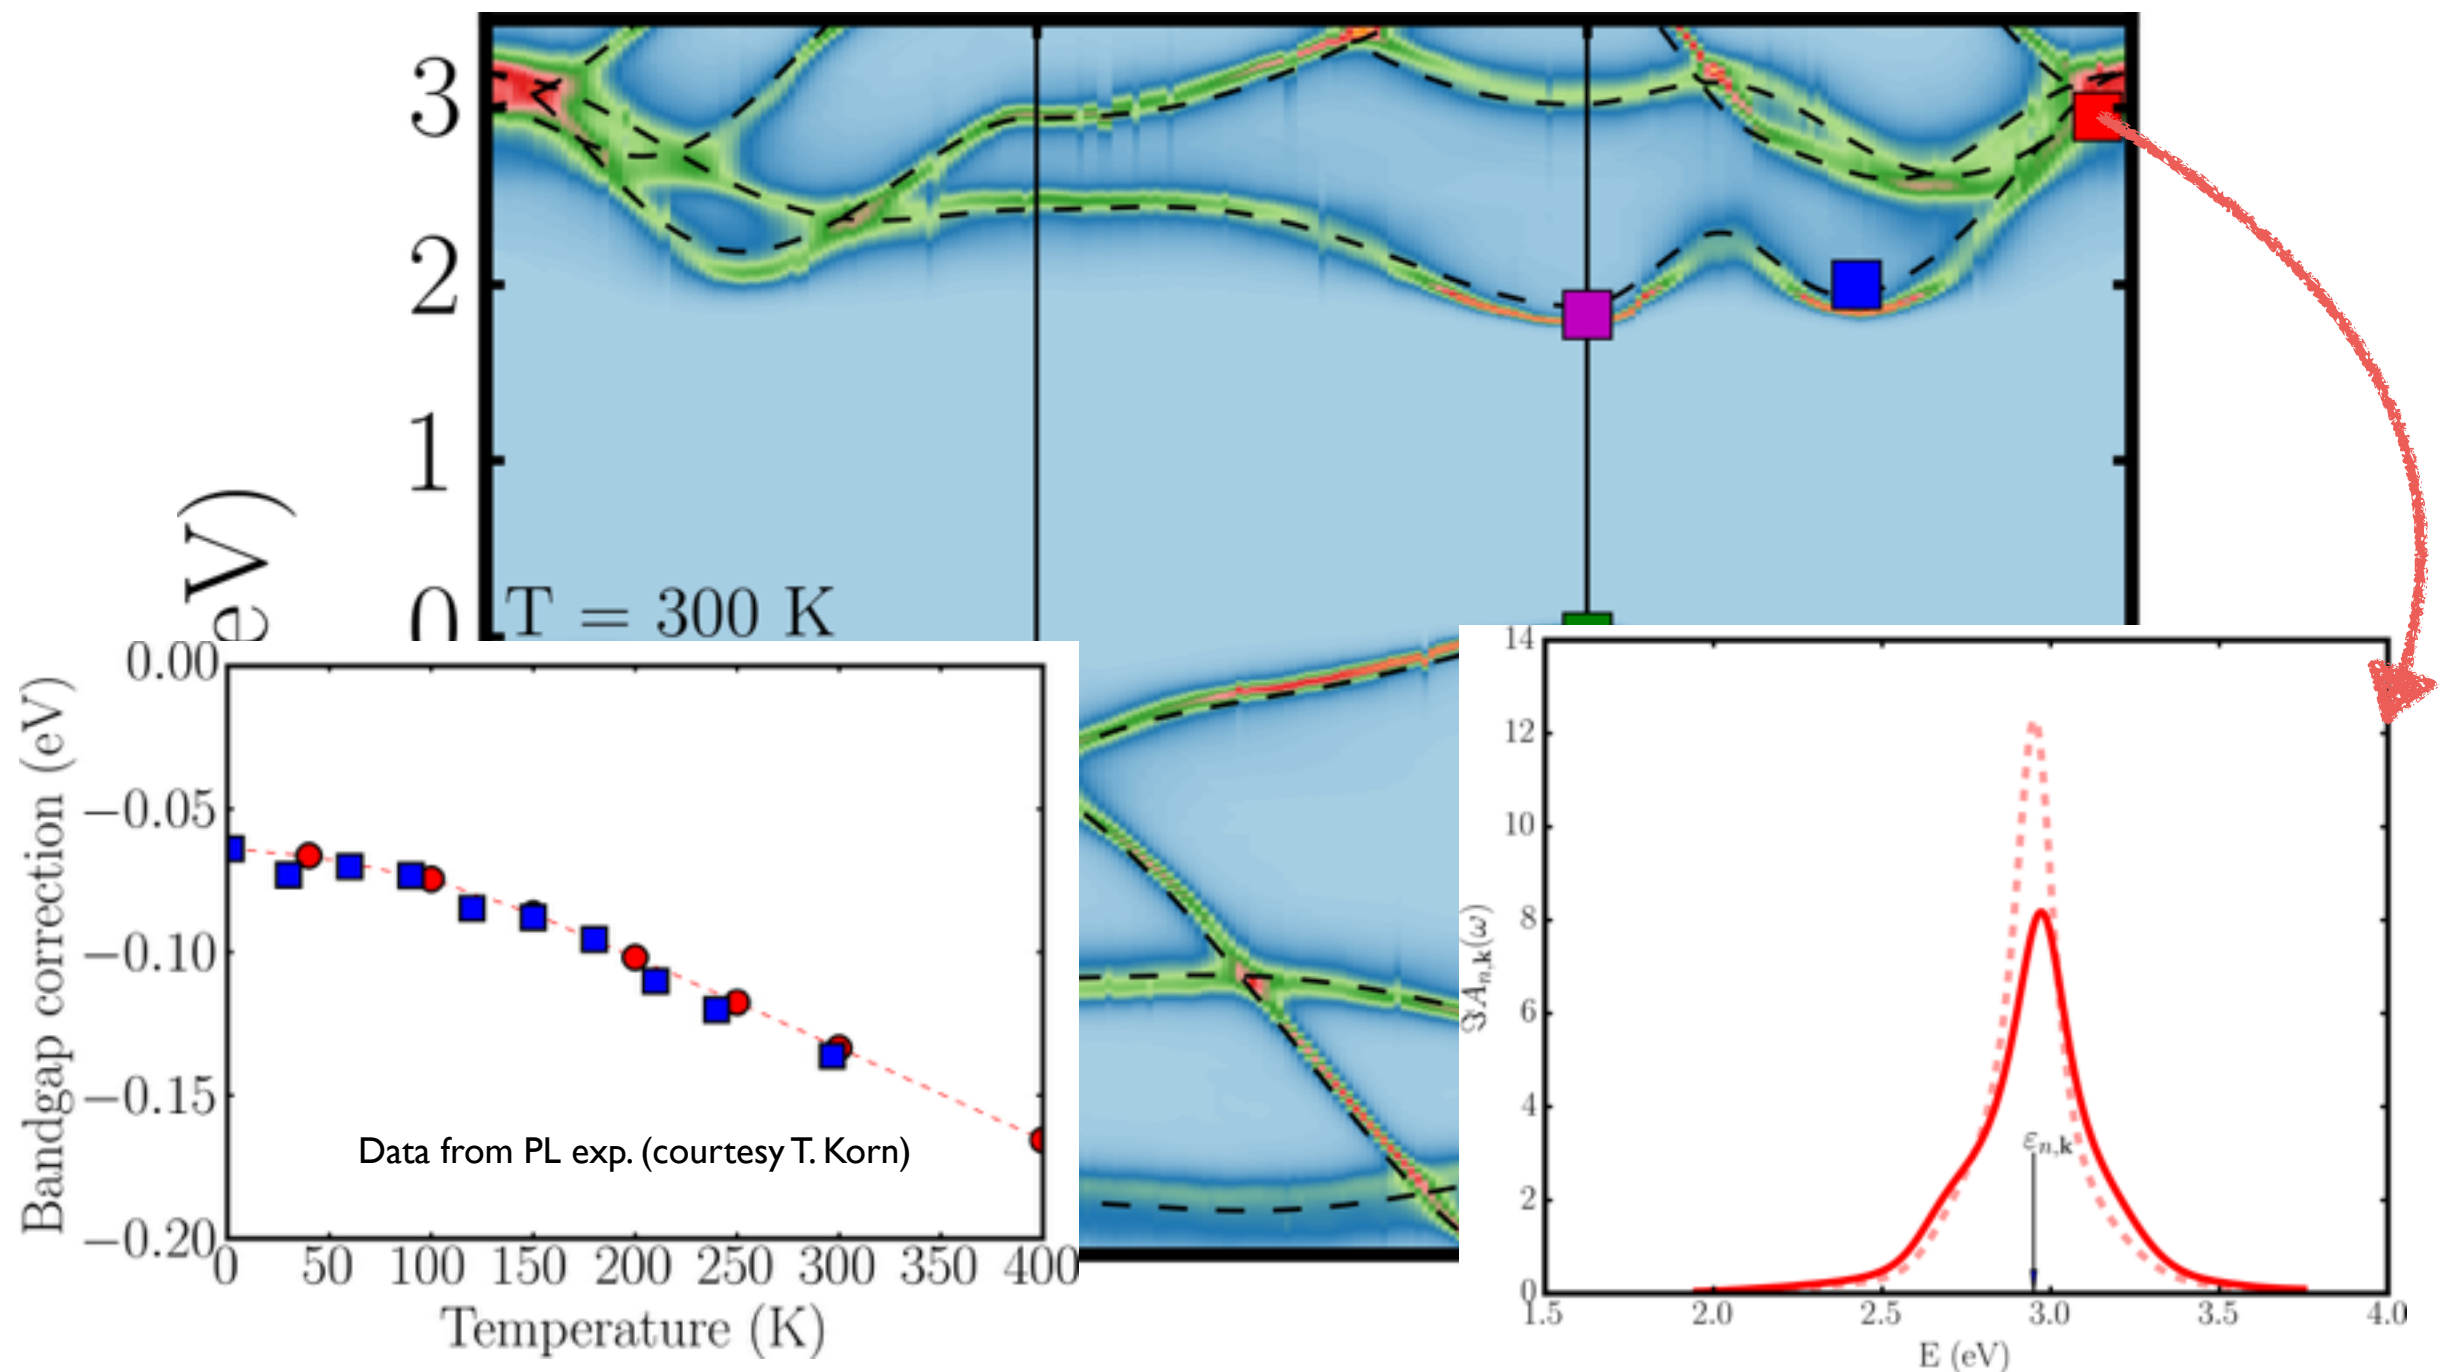 3
2
1
0
eV)
T = 300 K
0.00
−0.05
−0.10
−0.15
−0.20
Bandgap correction (eV)
Data from PL exp. (courtesy T. Korn)
0 50 100 150 200 250 300 350 400
Temperature (K)
14
12
10
8
6
4
2
0
ℑA_{n,k}(ω)
ε_{n,k}
1.5 2.0 2.5 3.0 3.5 4.0
E (eV)